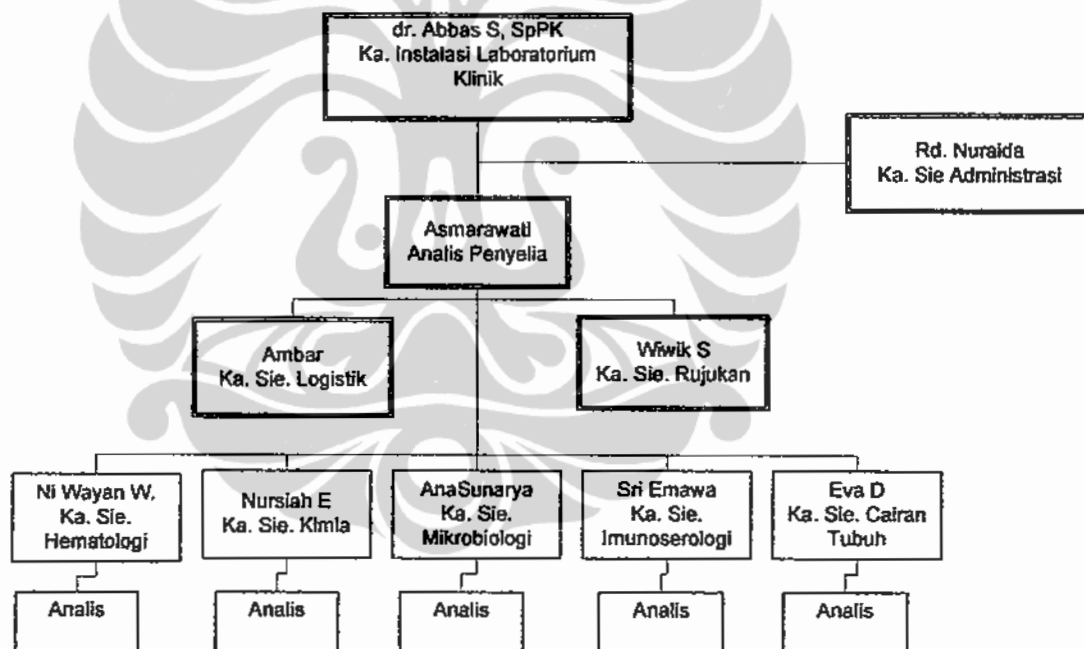 dr. Abbas S, SpPK
Ka. Instalasi Laboratorium
Klinik
Rd. Nuraida
Ka. Sie Administrasi
Asmarawati
Analis Penyelia
Ambar
Ka. Sie. Logistik
Wiwik S
Ka. Sie. Rujukan
Ni Wayan W,
Ka. Sie.
Hematologi
Nursiah E
Ka. Sie. Kimia
AnaSunarya
Ka. Sie.
Mikrobiologi
Sri Ernawa
Ka. Sie.
Imunoserologi
Eva D
Ka. Sie. Cairan
Tubuh
Analis
Analis
Analis
Analis
Analis